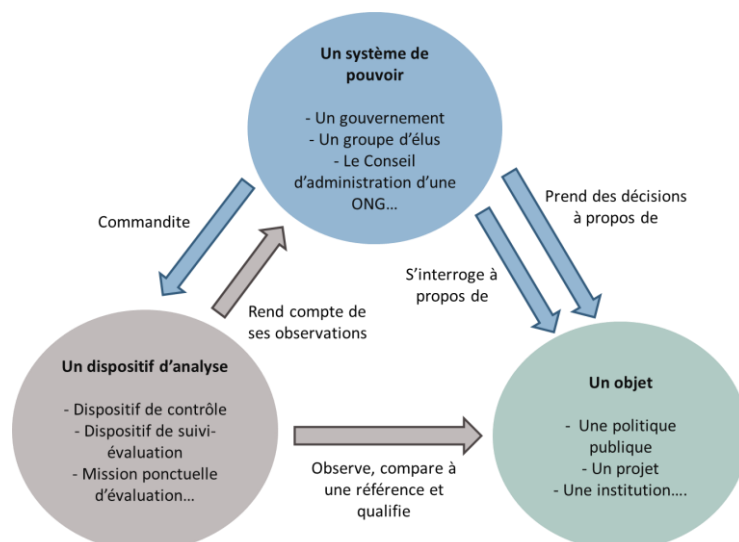 Un système de
pouvoir
- Un gouvernement
- Un groupe d'élus
- Le Conseil
d'administration d'une
ONG…
Commandite
Rend compte de
ses observations
Prend des décisions
à propos de
S'interroge à
propos de
Un dispositif d'analyse
- Dispositif de contrôle
- Dispositif de suivi-
évaluation
- Mission ponctuelle
d'évaluation…
Observe, compare à
une référence et
qualifie
Un objet
- Une politique
publique
- Un projet
- Une institution….